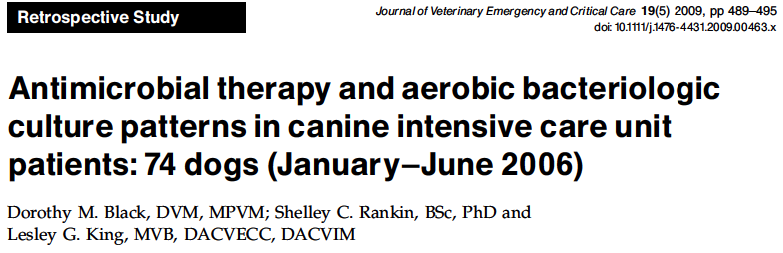 Retrospective Study
Journal of Veterinary Emergency and Critical Care 19(5) 2009, pp 489–495
doi: 10.1111/j.1476-4431.2009.00463.x
Antimicrobial therapy and aerobic bacteriologic
culture patterns in canine intensive care unit
patients: 74 dogs (January–June 2006)
Dorothy M. Black, DVM, MPVM; Shelley C. Rankin, BSc, PhD and
Lesley G. King, MVB, DACVECC, DACVIM